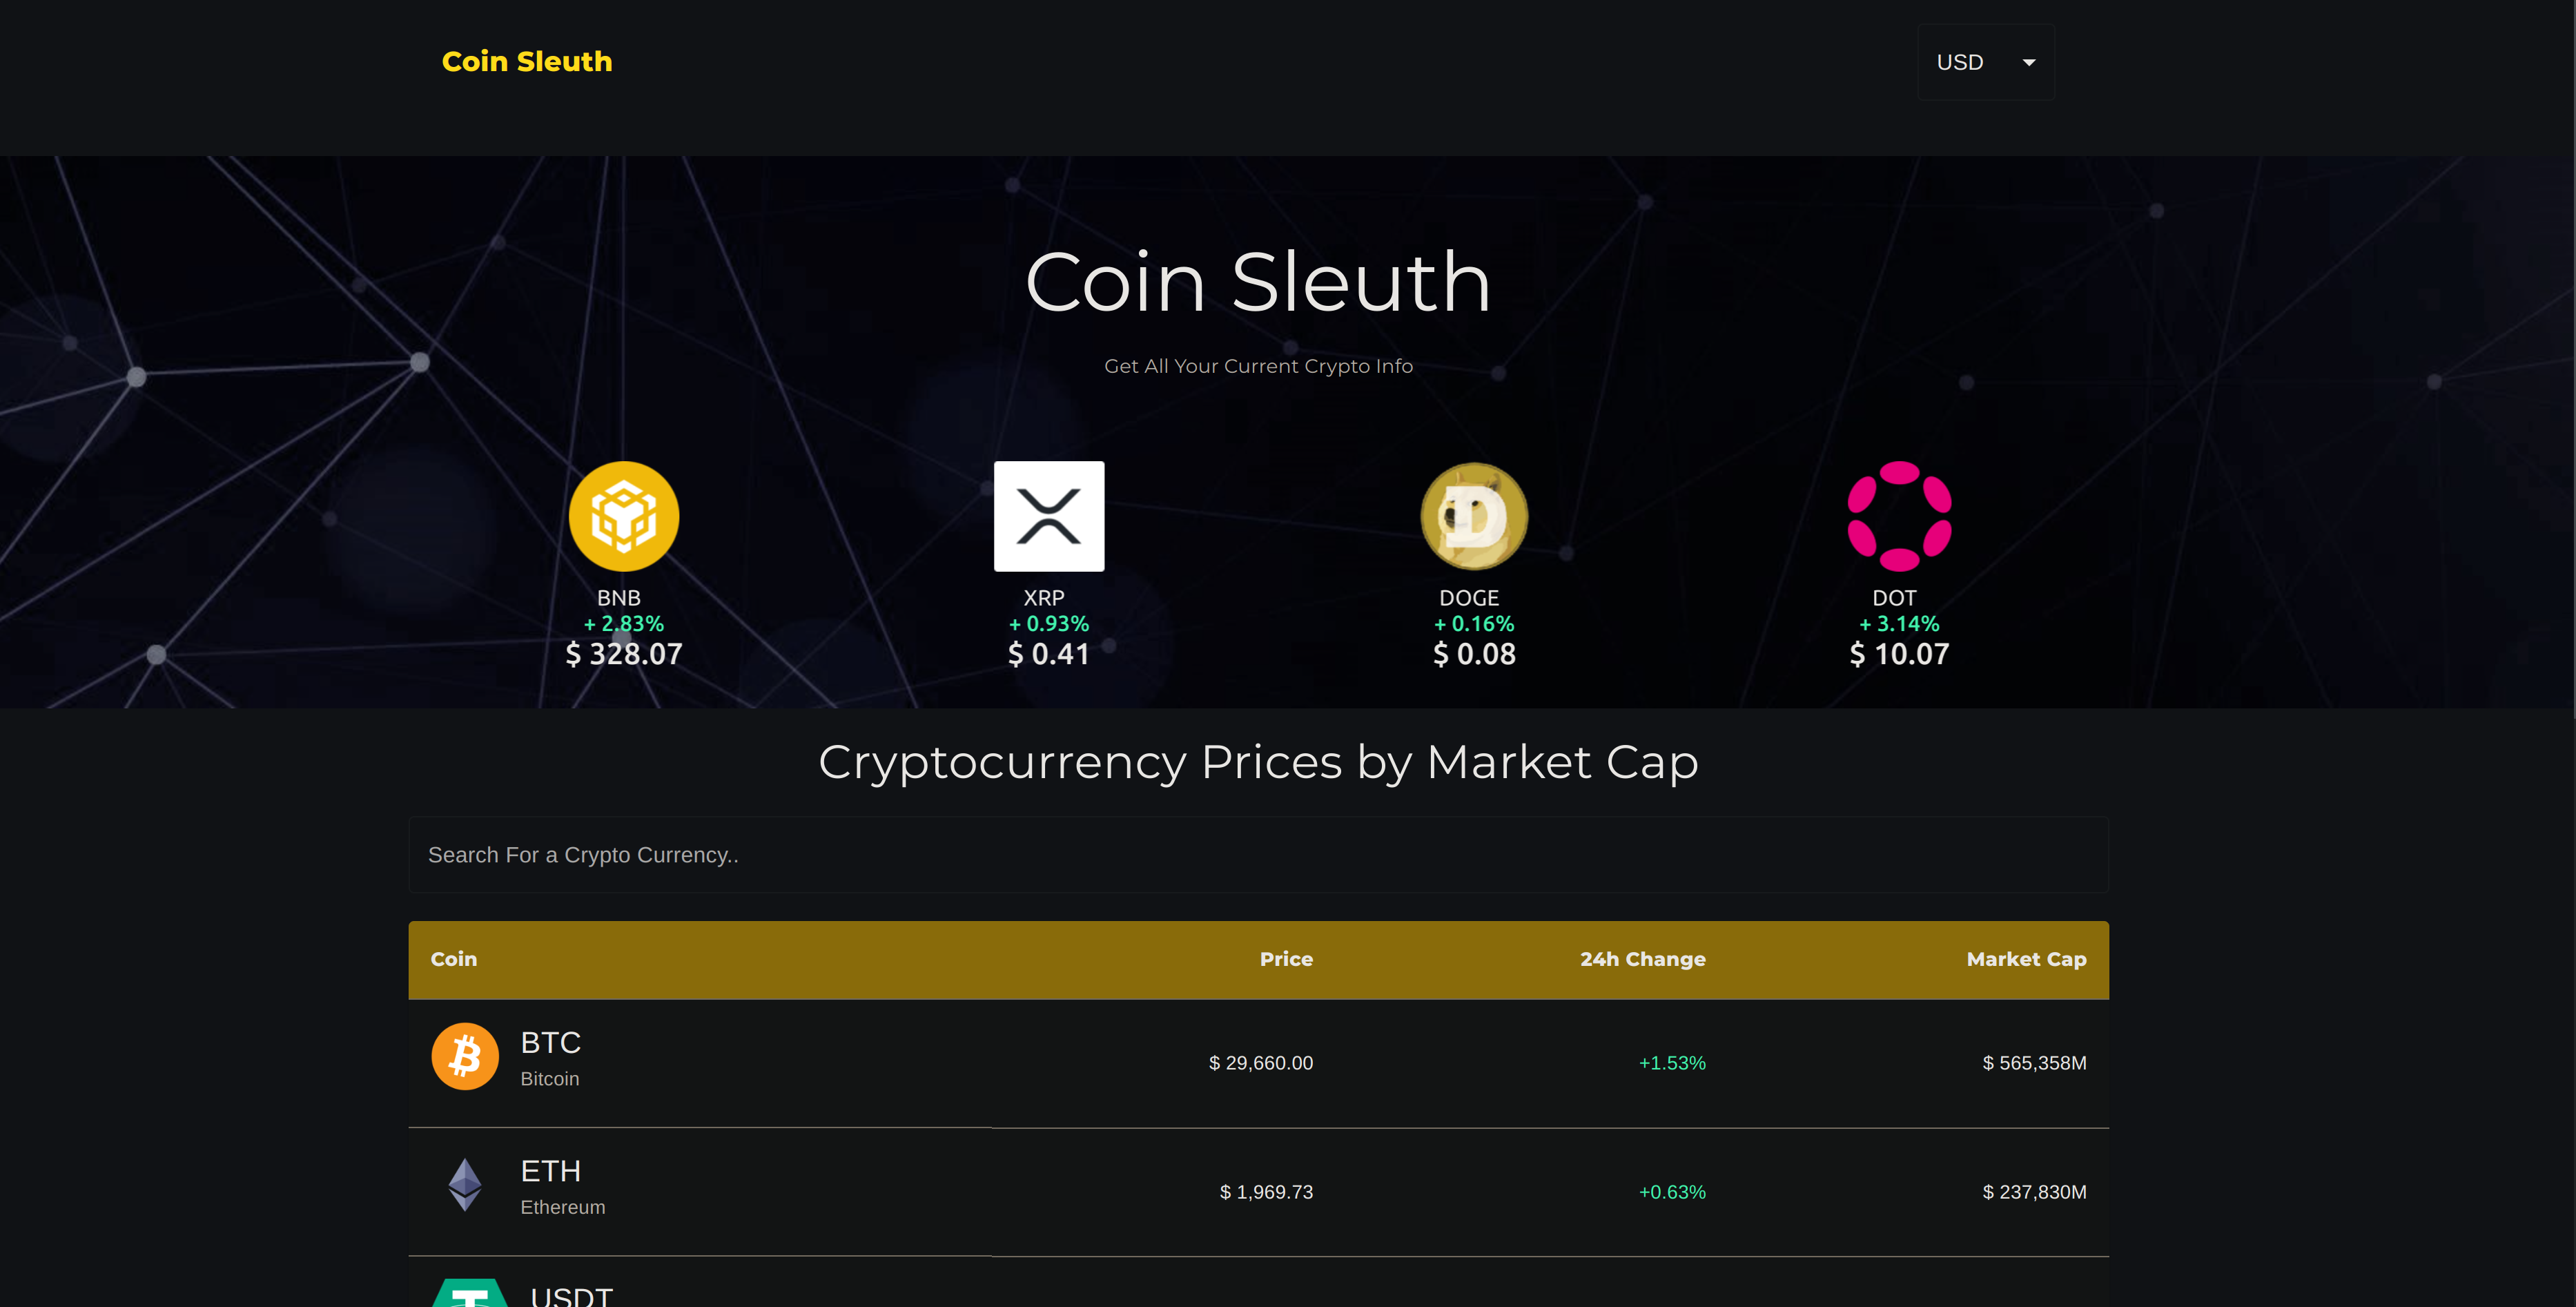 Coin Sleuth
USD
Coin Sleuth
Get All Your Current Crypto Info
BNB
+ 2.83%
$ 328.07
XRP
+ 0.93%
$ 0.41
D
DOGE
+ 0.16%
$ 0.08
DOT
+ 3.14%
$ 10.07
Cryptocurrency Prices by Market Cap
Search For a Crypto Currency..
Coin Price 24h Change Market Cap
BTC
Bitcoin
$ 29,660.00 +1.53% $ 565,358M
ETH
Ethereum
$ 1,969.73 +0.63% $ 237,830M
USDT